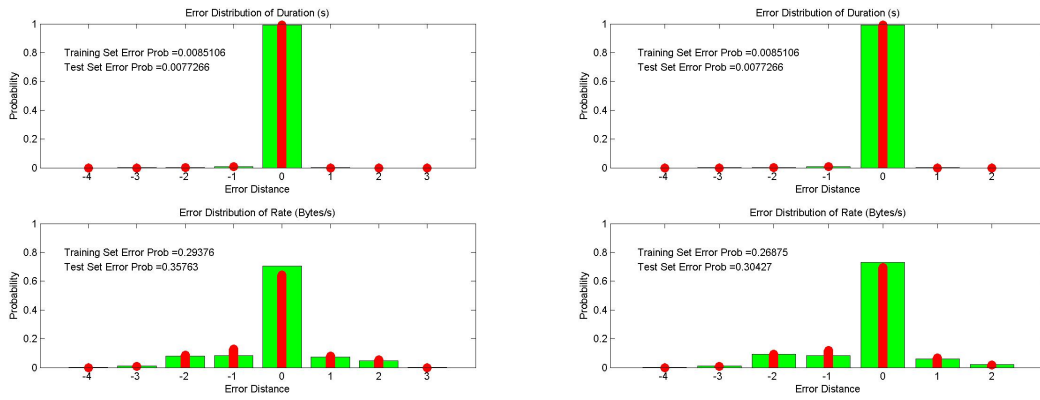 Error Distribution of Duration (s)
Training Set Error Prob =0.0085106
Test Set Error Prob =0.0077266
Probability
1
0.8
0.6
0.4
0.2
0
-4 -3 -2 -1 0 1 2 3
Error Distance
Error Distribution of Duration (s)
Training Set Error Prob =0.0085106
Test Set Error Prob =0.0077266
Probability
1
0.8
0.6
0.4
0.2
0
-4 -3 -2 -1 0 1 2
Error Distance
Error Distribution of Rate (Bytes/s)
Training Set Error Prob =0.29376
Test Set Error Prob =0.35763
Probability
1
0.8
0.6
0.4
0.2
0
-4 -3 -2 -1 0 1 2 3
Error Distance
Error Distribution of Rate (Bytes/s)
Training Set Error Prob =0.26875
Test Set Error Prob =0.30427
Probability
1
0.8
0.6
0.4
0.2
0
-4 -3 -2 -1 0 1 2
Error Distance